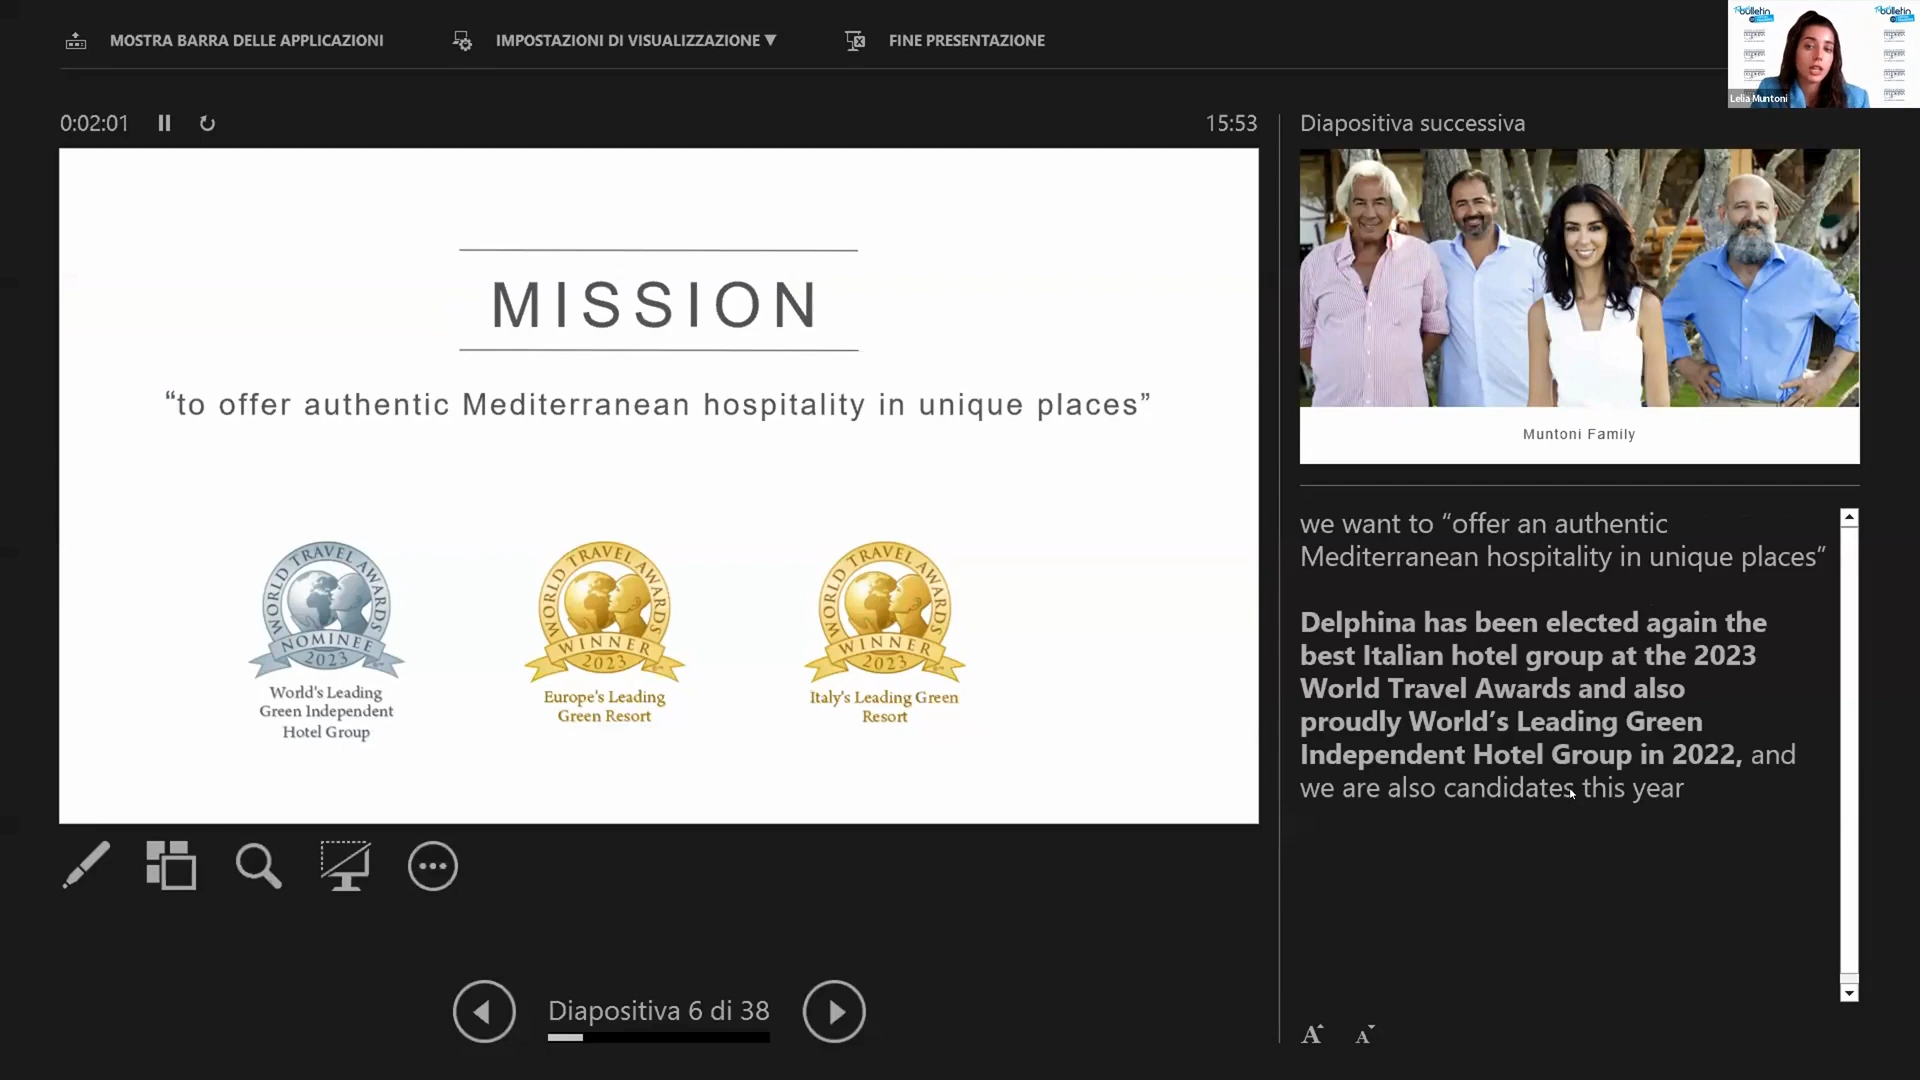 MOSTRA BARRA DELLE APPLICAZIONI
IMPOSTAZIONI DI VISUALIZZAZIONE ▼
FINE PRESENTAZIONE
bulletin
bulletin
Lelia Muntoni
0:02:01
15:53
Diapositiva successiva
MISSION
“to offer authentic Mediterranean hospitality in unique places”
WORLD TRAVEL AWARDS
NOMINEE
2023
World's Leading
Green Independent
Hotel Group
WORLD TRAVEL AWARDS
WINNER
2023
Europe's Leading
Green Resort
WORLD TRAVEL AWARDS
WINNER
2023
Italy's Leading Green
Resort
Muntoni Family
we want to “offer an authentic
Mediterranean hospitality in unique places”
Delphina has been elected again the
best Italian hotel group at the 2023
World Travel Awards and also
proudly World’s Leading Green
Independent Hotel Group in 2022, and
we are also candidates this year
Diapositiva 6 di 38
A
A